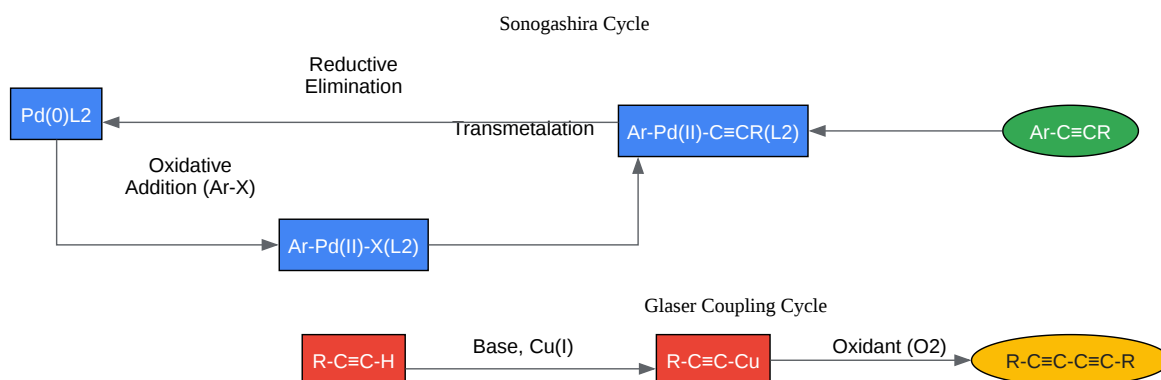 Sonogashira Cycle
Reductive
Elimination
Pd(0)L2
Transmetalation
Ar-Pd(II)-C≡CR(L2)
Ar-C≡CR
Oxidative
Addition (Ar-X)
Ar-Pd(II)-X(L2)
Glaser Coupling Cycle
R-C≡C-H
Base, Cu(I)
R-C≡C-Cu
Oxidant (O2)
R-C≡C-C≡C-R